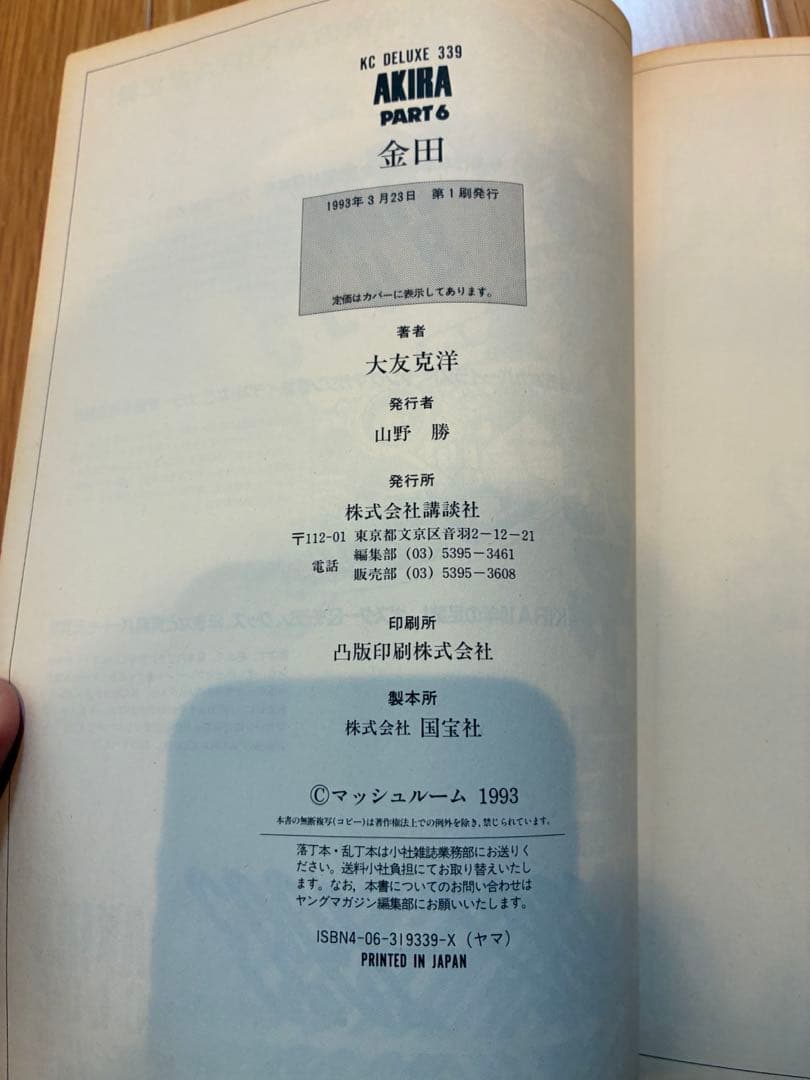 KC DELUXE 339
AKIRA
PART6
金田
1993年3月23日 第1刷発行
定価はカバーに表示してあります。
著者
大友克洋
発行者
山野 勝
発行所
株式会社講談社
〒112-01 東京都文京区音羽2-12-21
電話 編集部 (03) 5395-3461
販売部 (03) 5395-3608
印刷所
凸版印刷株式会社
製本所
株式会社 国宝社
©マッシュルーム 1993
本書の無断複写(コピー)は著作権法上での例外を除き、禁じられています。
落丁本・乱丁本は小社雑誌業務部にお送りく
ださい。送料小社負担にてお取り替えいたし
ます。なお、本書についてのお問い合わせは
ヤングマガジン編集部にお願いいたします。
ISBN4-06-319339-X (ヤマ)
PRINTED IN JAPAN